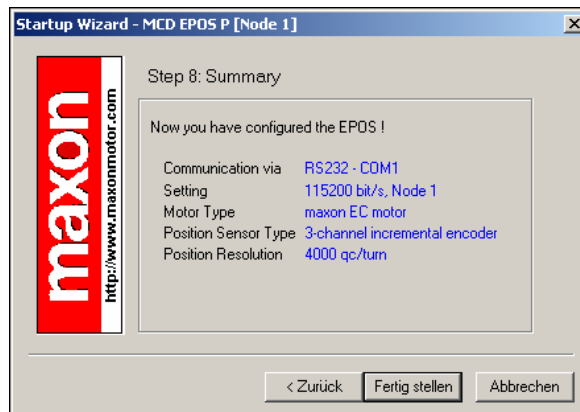 Startup Wizard - MCD EPOS P [Node 1]
maxon
http://www.maxonmotor.com
Step 8: Summary
Now you have configured the EPOS !
Communication via RS232 - COM1
Setting 115200 bit/s, Node 1
Motor Type maxon EC motor
Position Sensor Type 3-channel incremental encoder
Position Resolution 4000 qc/turn
< Zurück Fertig stellen Abbrechen